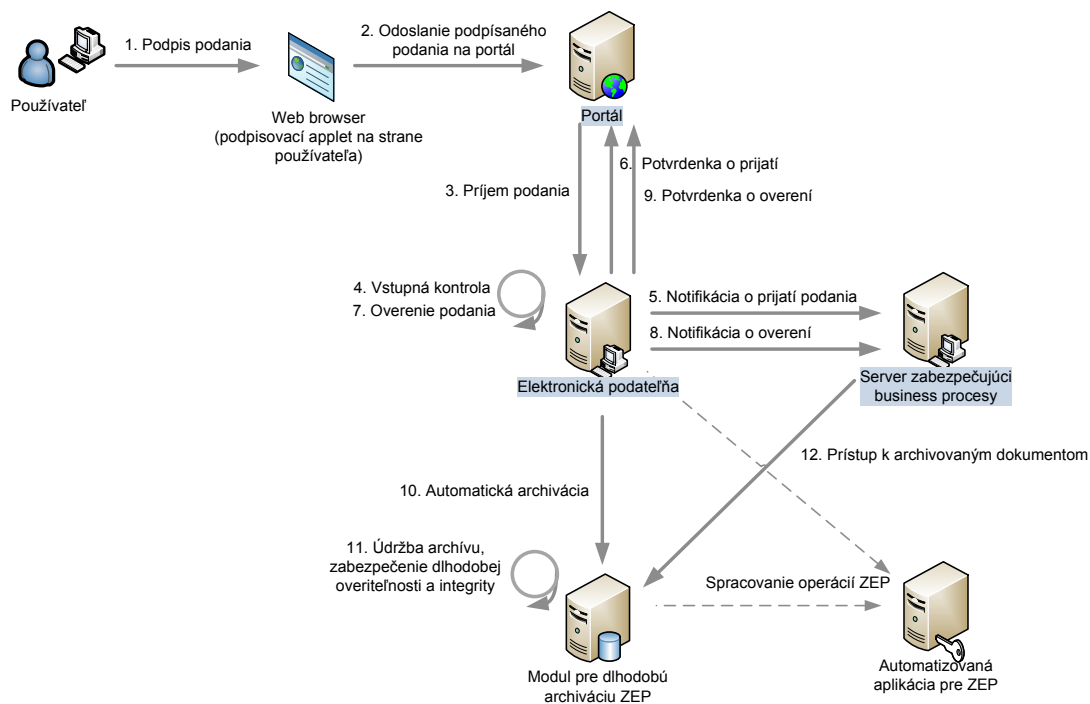 1. Podpis podania
2. Odoslanie podpísaného
podania na portál
Používateľ
Web browser
(podpisovací applet na strane
používateľa)
Portál
3. Príjem podania
6. Potvrdenka o prijatí
9. Potvrdenka o overení
4. Vstupná kontrola
7. Overenie podania
5. Notifikácia o prijatí podania
8. Notifikácia o overení
Elektronická podateľňa
Server zabezpečujúci
business procesy
12. Prístup k archivovaným dokumentom
10. Automatická archivácia
11. Údržba archívu,
zabezpečenie dlhodobej
overiteľnosti a integrity
Spracovanie operácií ZEP
Modul pre dlhodobú
archiváciu ZEP
Automatizovaná
aplikácia pre ZEP